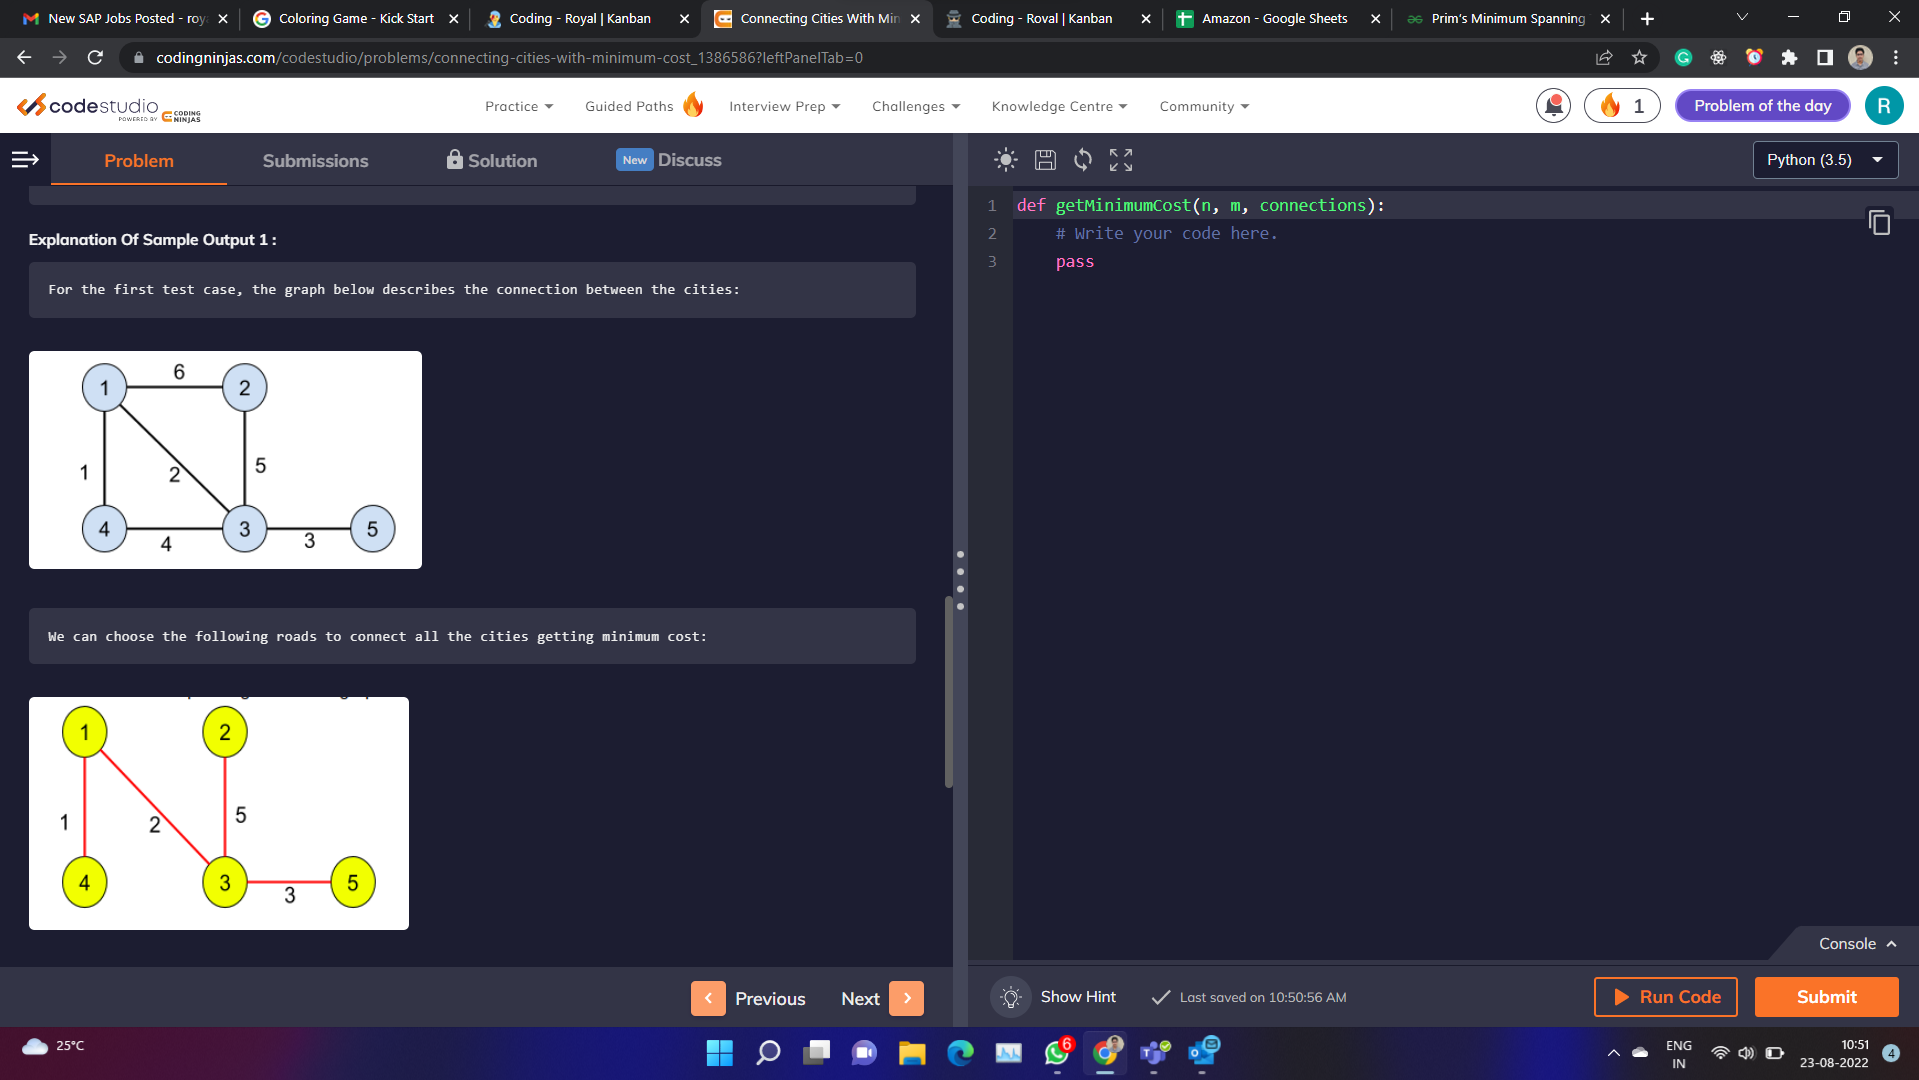 New SAP Jobs Posted - roy
Coloring Game - Kick Start
Coding - Royal | Kanban
Connecting Cities With Min
Coding - Royal | Kanban
Amazon - Google Sheets
Prim's Minimum Spanning
codingninjas.com/codestudio/problems/connecting-cities-with-minimum-cost_1386586?leftPanelTab=0
codestudio
POWERED BY CODING NINJAS
Practice
Guided Paths
Interview Prep
Challenges
Knowledge Centre
Community
1
Problem of the day
R
Problem
Submissions
Solution
New Discuss
Python (3.5)
Explanation Of Sample Output 1 :
For the first test case, the graph below describes the connection between the cities:
1 6 2
1 2 5
4 4 3 3 5
We can choose the following roads to connect all the cities getting minimum cost:
1 2
1 2 5
4 3 3 5
Previous
Next
1 def getMinimumCost(n, m, connections):
2 # Write your code here.
3 pass
Console
Show Hint
Last saved on 10:50:56 AM
Run Code
Submit
25°C
6
ENG
IN
10:51
23-08-2022
4